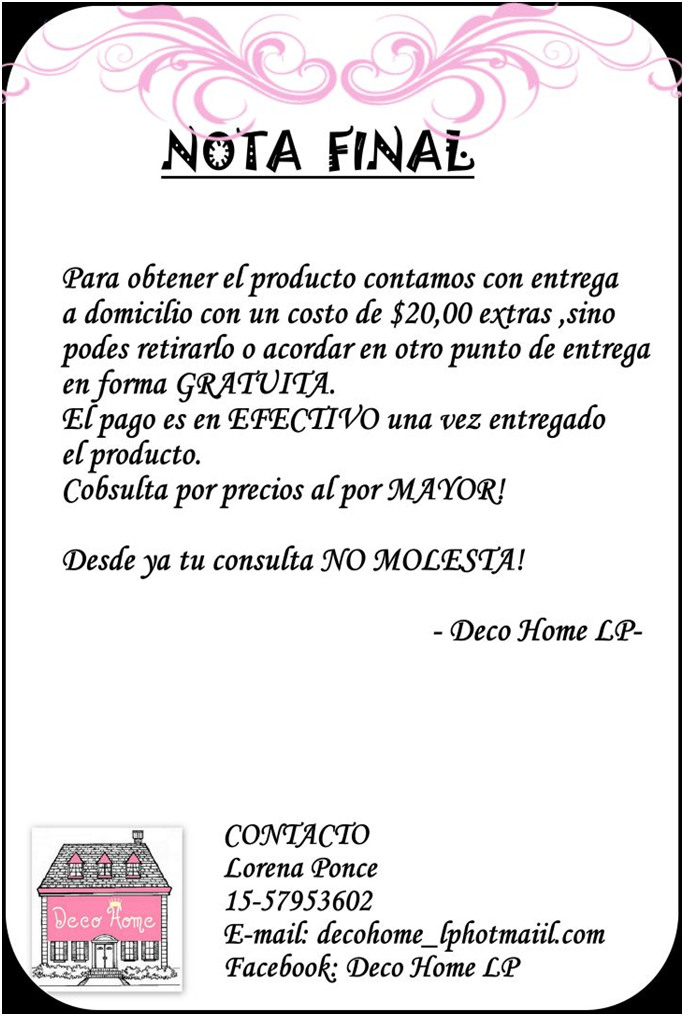 NOTA FINAL
Para obtener el producto contamos con entrega
a domicilio con un costo de $20,00 extras ,sino
podes retirarlo o acordar en otro punto de entrega
en forma GRATUITA.
El pago es en EFECTIVO una vez entregado
el producto.
Cobsulta por precios al por MAYOR!
Desde ya tu consulta NO MOLESTA!
- Deco Home LP-
Deco Home
CONTACTO
Lorena Ponce
15-57953602
E-mail: decohome_lphotmaiil.com
Facebook: Deco Home LP